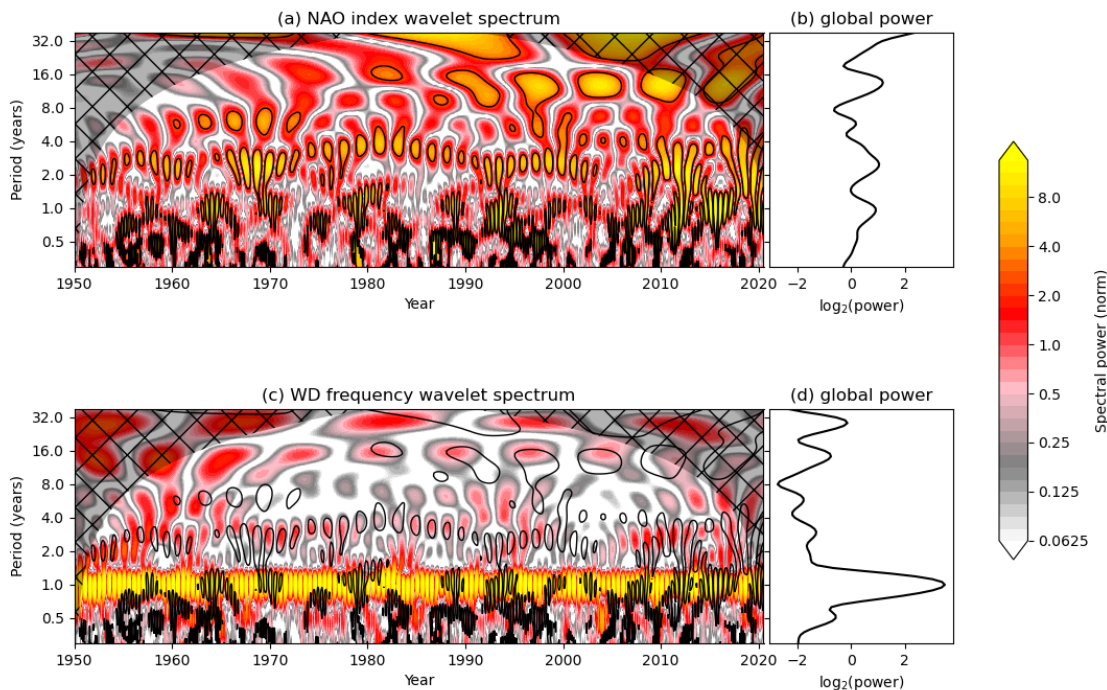 (a) NAO index wavelet spectrum
(b) global power
32.0
16.0
8.0
4.0
2.0
1.0
0.5
Period (years)
1950 1960 1970 1980 1990 2000 2010 2020
Year
−2 0 2
log₂(power)
8.0
4.0
2.0
1.0
0.5
0.25
0.125
0.0625
Spectral power (norm)
(c) WD frequency wavelet spectrum
(d) global power
32.0
16.0
8.0
4.0
2.0
1.0
0.5
Period (years)
1950 1960 1970 1980 1990 2000 2010 2020
Year
−2 0 2
log₂(power)